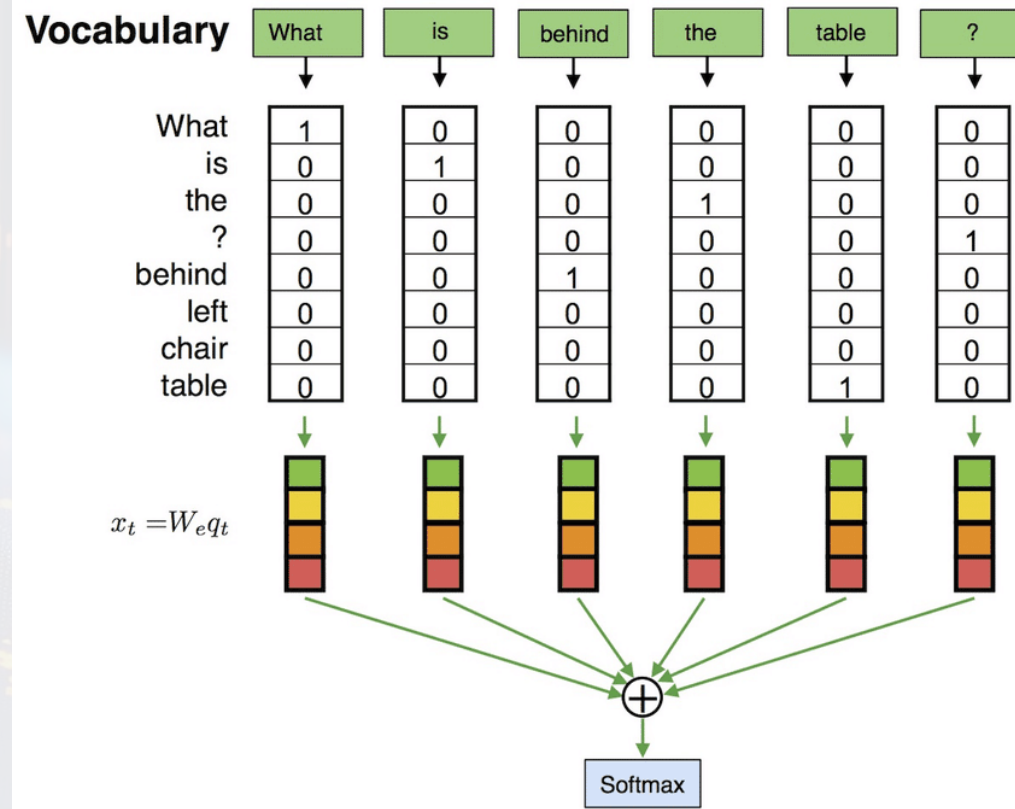 Vocabulary What is behind the table ?
What 1 0 0 0 0 0
is 0 1 0 0 0 0
the 0 0 0 1 0 0
? 0 0 0 0 0 1
behind 0 0 1 0 0 0
left 0 0 0 0 0 0
chair 0 0 0 0 0 0
table 0 0 0 0 1 0
x_t = W_e q_t
+
Softmax